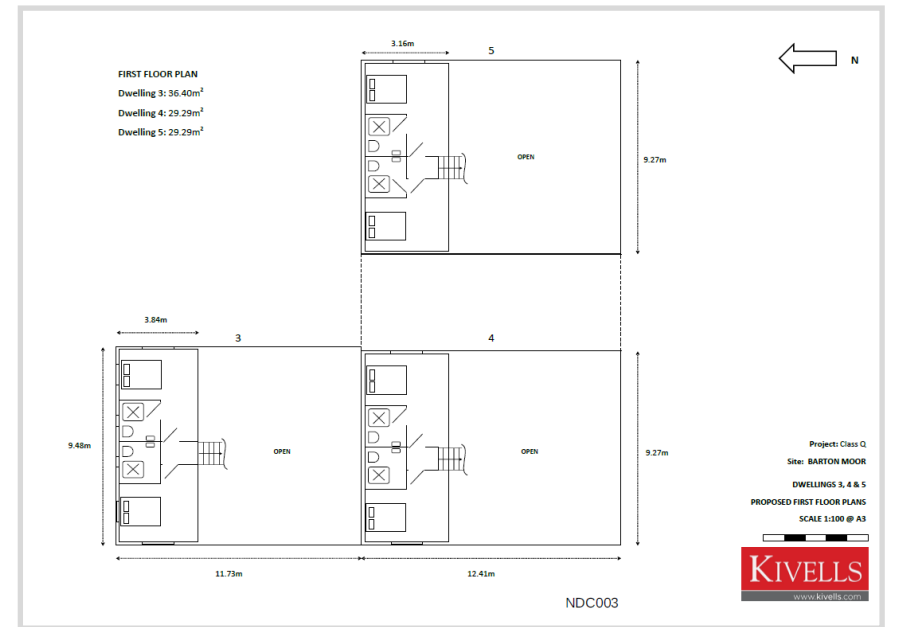 3.16m
5
N
FIRST FLOOR PLAN
Dwelling 3: 36.40m²
Dwelling 4: 29.29m²
Dwelling 5: 29.29m²
OPEN
9.27m
3.84m
3
4
9.48m
OPEN
OPEN
9.27m
Project: Class Q
Site: BARTON MOOR
DWELLINGS 3, 4 & 5
PROPOSED FIRST FLOOR PLANS
SCALE 1:100 @ A3
11.73m
12.41m
KIVELLS
www.kivells.com
NDC003